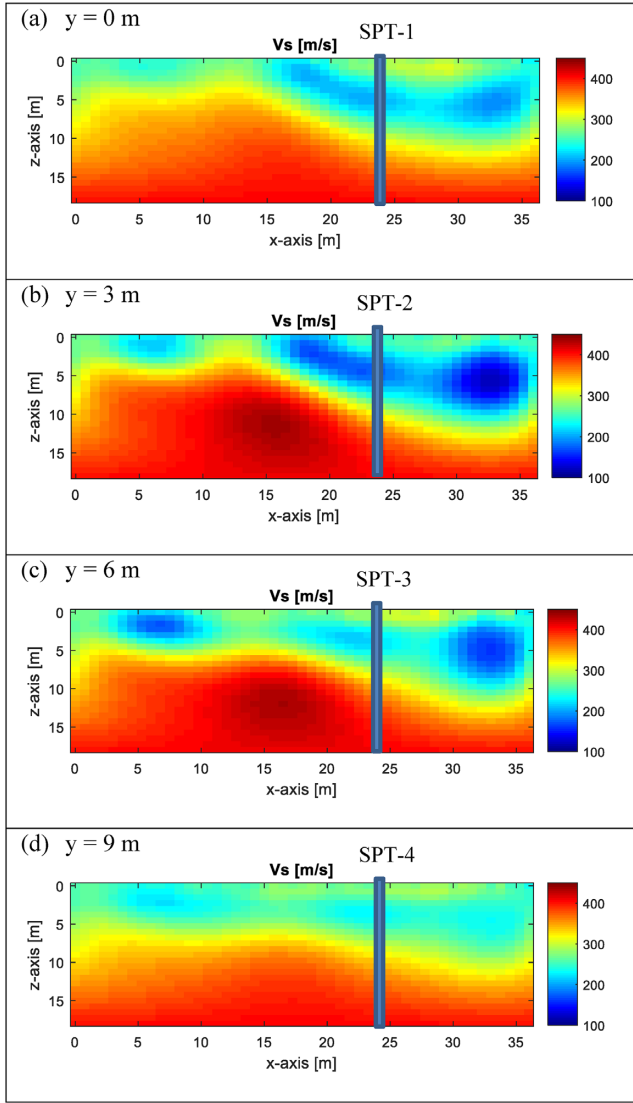 (a) y = 0 m
SPT-1
Vs [m/s]
0
5
10
15
z-axis [m]
0 5 10 15 20 25 30 35
x-axis [m]
400
300
200
100
(b) y = 3 m
SPT-2
Vs [m/s]
0
5
10
15
z-axis [m]
0 5 10 15 20 25 30 35
x-axis [m]
400
300
200
100
(c) y = 6 m
SPT-3
Vs [m/s]
0
5
10
15
z-axis [m]
0 5 10 15 20 25 30 35
x-axis [m]
400
300
200
100
(d) y = 9 m
SPT-4
Vs [m/s]
0
5
10
15
z-axis [m]
0 5 10 15 20 25 30 35
x-axis [m]
400
300
200
100